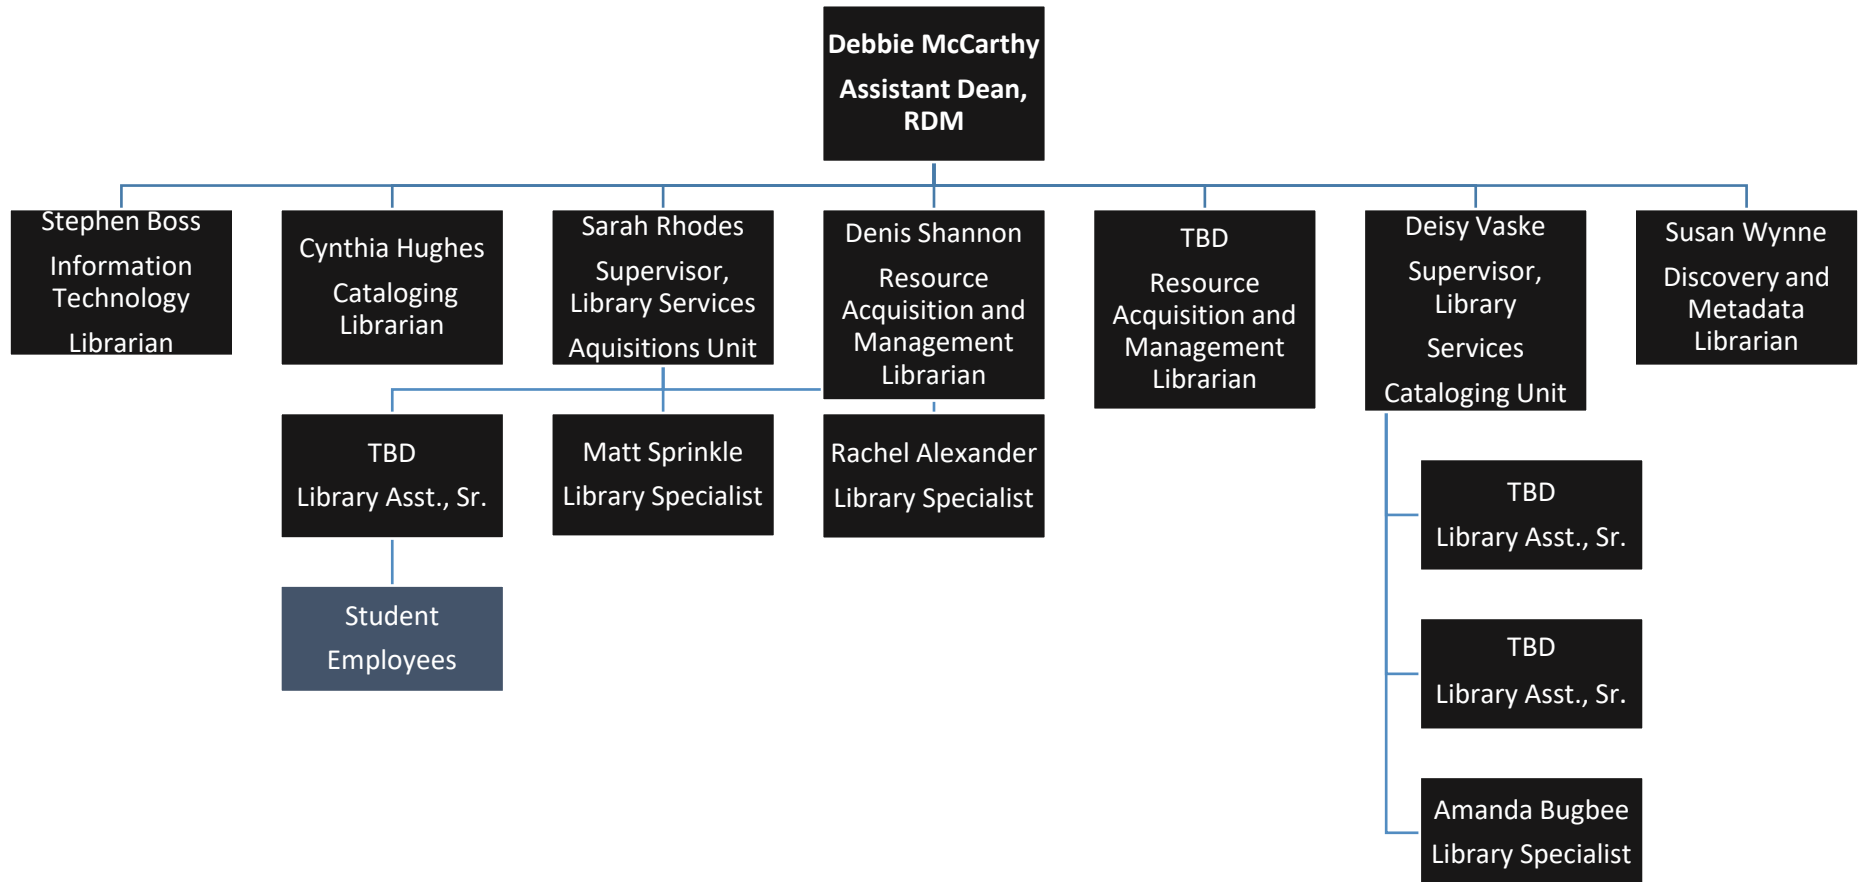 Debbie McCarthy
Assistant Dean,
RDM
Stephen Boss
Information
Technology
Librarian
Cynthia Hughes
Cataloging
Librarian
Sarah Rhodes
Supervisor,
Library Services
Aquisitions Unit
Denis Shannon
Resource
Acquisition and
Management
Librarian
TBD
Resource
Acquisition and
Management
Librarian
Deisy Vaske
Supervisor,
Library
Services
Cataloging Unit
Susan Wynne
Discovery and
Metadata
Librarian
TBD
Library Asst., Sr.
Matt Sprinkle
Library Specialist
Rachel Alexander
Library Specialist
Student
Employees
TBD
Library Asst., Sr.
TBD
Library Asst., Sr.
Amanda Bugbee
Library Specialist